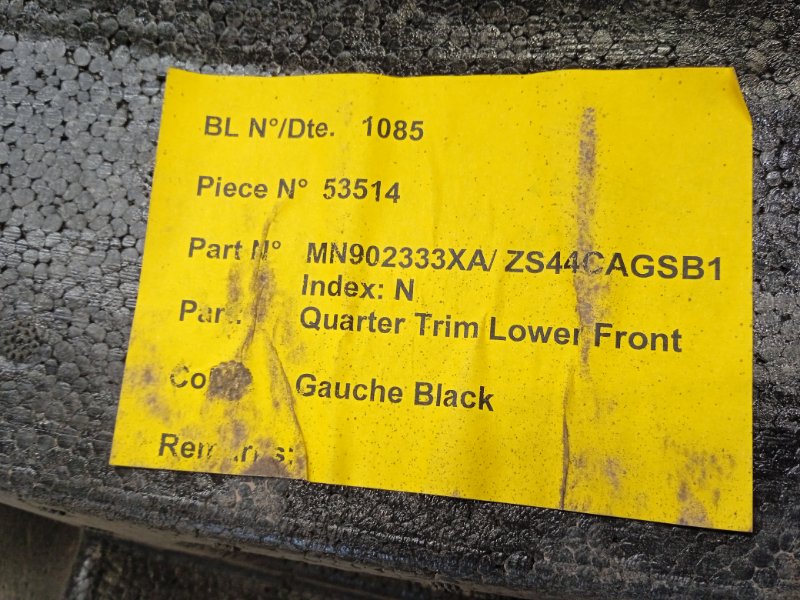 BL N°/Dte. 1085
Piece N° 53514
Part N° MN902333XA/ ZS44CAGSB1
Index: N
Quarter Trim Lower Front
Gauche Black